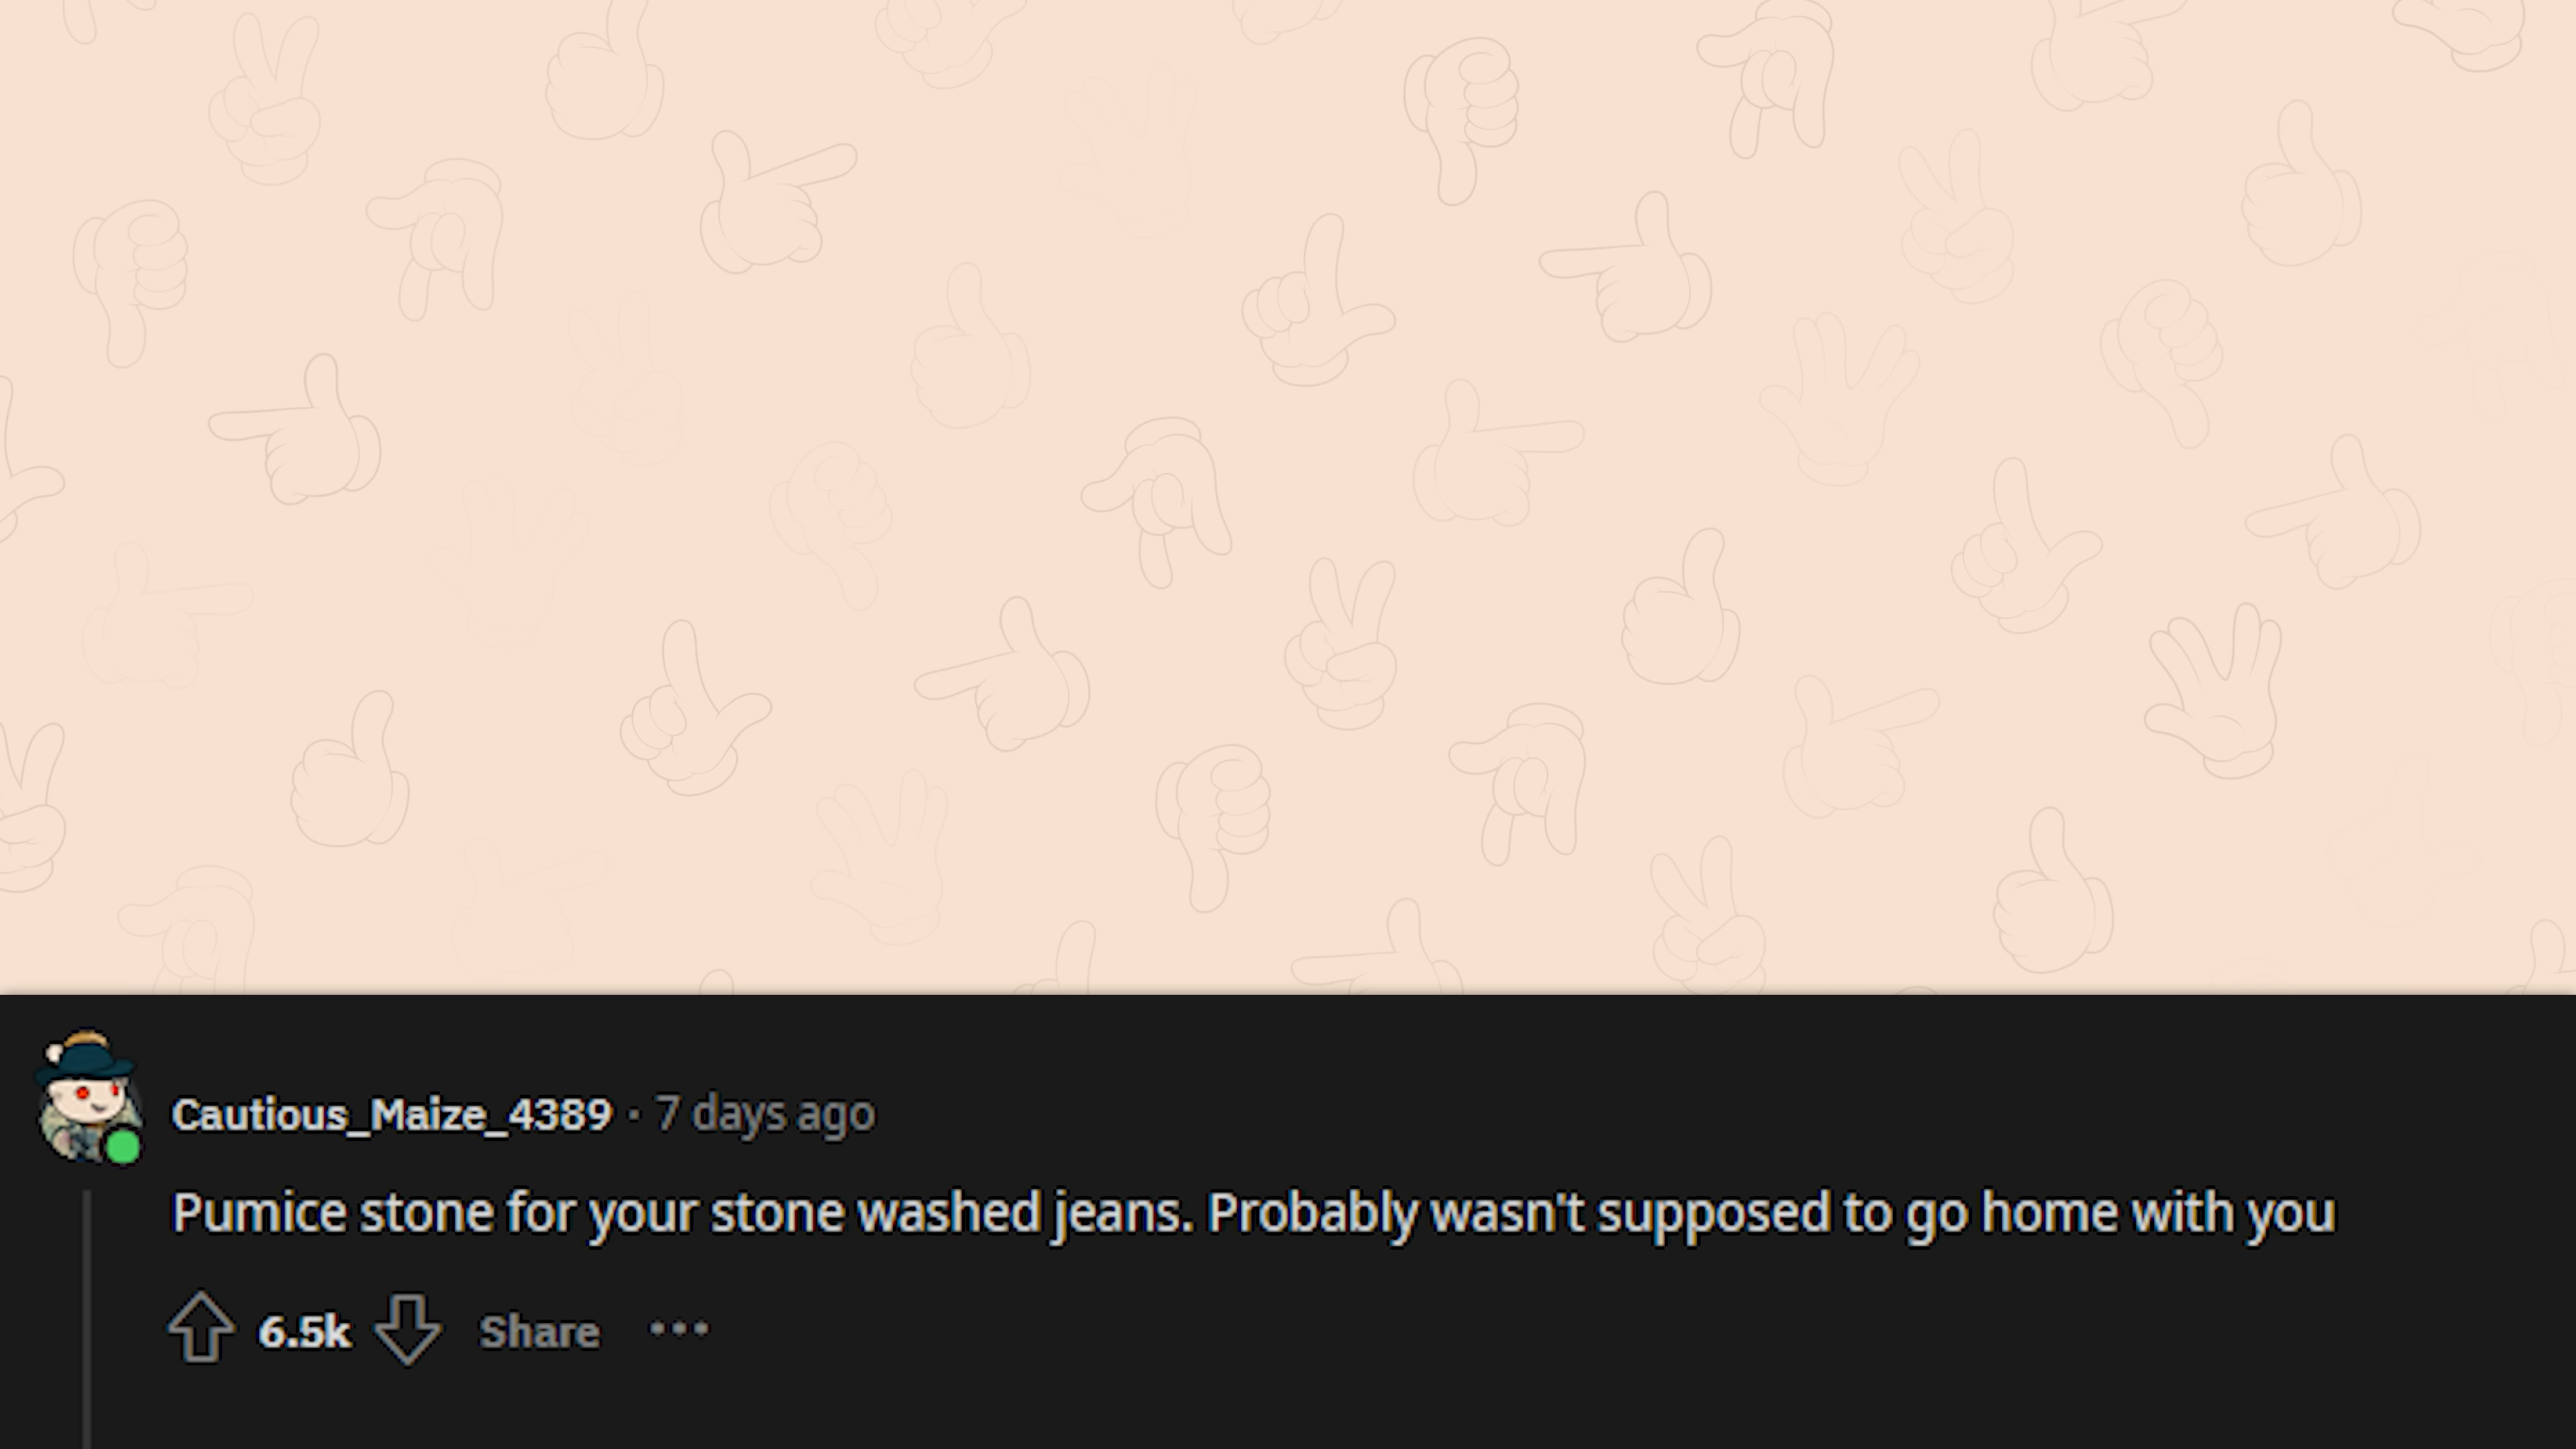 Cautious_Maize_4389 · 7 days ago
Pumice stone for your stone washed jeans. Probably wasn't supposed to go home with you
6.5k Share ···